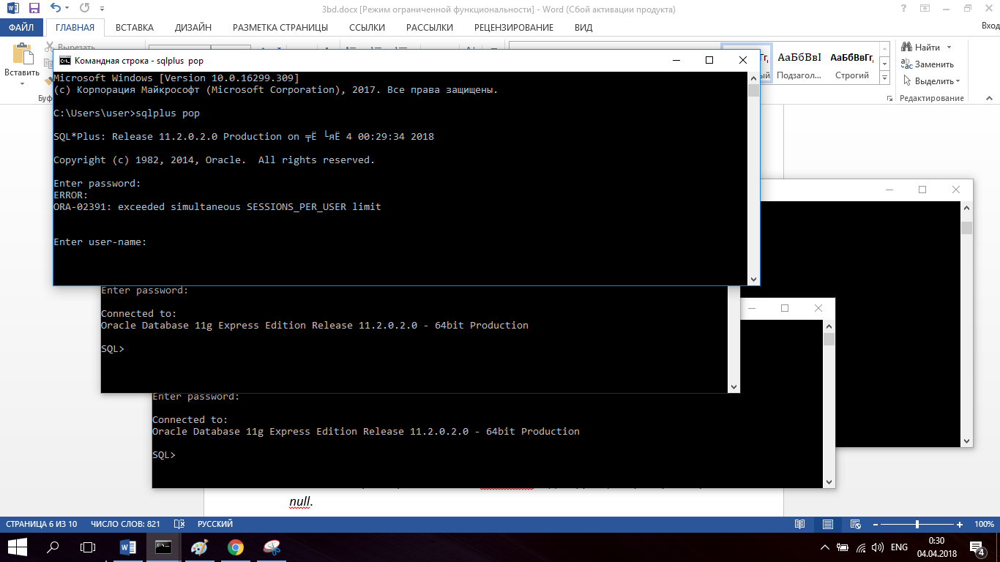 3bd.docx [Режим ограниченной функциональности] - Word (Сбой активации продукта)
ФАЙЛ ГЛАВНАЯ ВСТАВКА ДИЗАЙН РАЗМЕТКА СТРАНИЦЫ ССЫЛКИ РАССЫЛКИ РЕЦЕНЗИРОВАНИЕ ВИД Вход
Вставить
Вырезать
Буф
АаБбВвІ АаБбВвГг,
Подзагол... Строгий
Найти
Заменить
Выделить
Редактирование
Командная строка - sqlplus pop
Microsoft Windows [Version 10.0.16299.309]
(c) Корпорация Майкрософт (Microsoft Corporation), 2017. Все права защищены.
C:\Users\user>sqlplus pop
SQL*Plus: Release 11.2.0.2.0 Production on ╤Ё └яЁ 4 00:29:34 2018
Copyright (c) 1982, 2014, Oracle.  All rights reserved.
Enter password:
ERROR:
ORA-02391: exceeded simultaneous SESSIONS_PER_USER limit
Enter user-name:
Enter password:
Connected to:
Oracle Database 11g Express Edition Release 11.2.0.2.0 - 64bit Production
SQL>
Enter password:
Connected to:
Oracle Database 11g Express Edition Release 11.2.0.2.0 - 64bit Production
SQL>
null.
СТРАНИЦА 6 ИЗ 10 ЧИСЛО СЛОВ: 821 РУССКИЙ 100%
ENG
0:30
04.04.2018
4